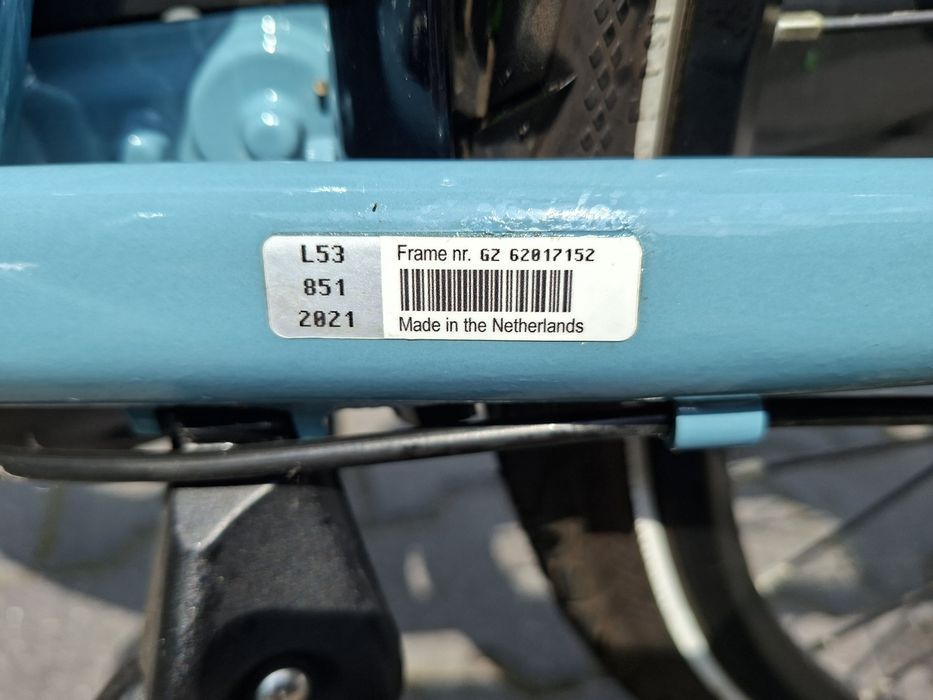 L53
851
2021
Frame nr. GZ 62017152
Made in the Netherlands